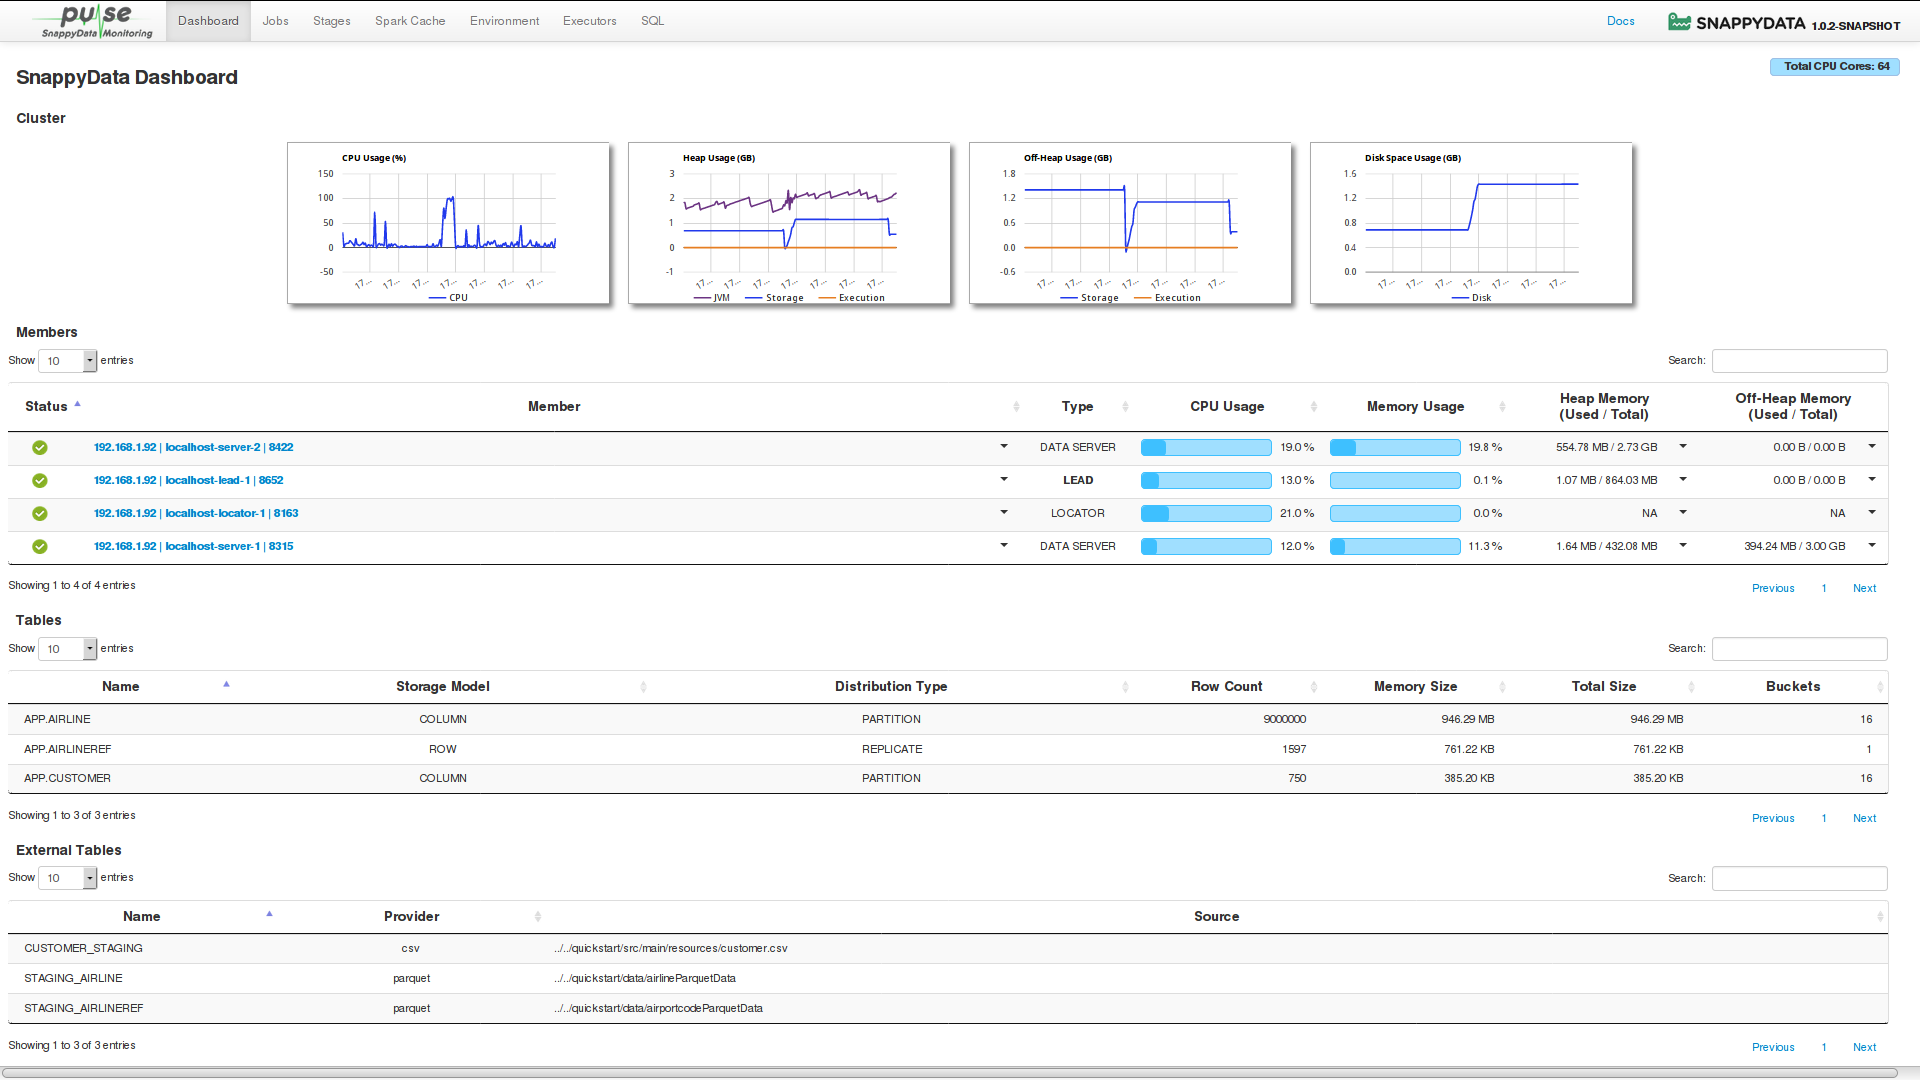 pulse
SnappyData Monitoring
Dashboard Jobs Stages Spark Cache Environment Executors SQL Docs SNAPPYDATA 1.0.2-SNAPSHOT
SnappyData Dashboard
Total CPU Cores: 64
Cluster
CPU Usage (%)
150
100
50
0
-50
17... 17... 17... 17... 17... 17... 17...
CPU
Heap Usage (GB)
3
2
1
0
-1
17... 17... 17... 17... 17... 17... 17...
JVM Storage Execution
Off-Heap Usage (GB)
1.8
1.2
0.6
0.0
-0.6
17... 17... 17... 17... 17... 17... 17...
Storage Execution
Disk Space Usage (GB)
1.6
1.2
0.8
0.4
0.0
17... 17... 17... 17... 17... 17... 17...
Disk
Members
Show 10 entries Search:
Status Member Type CPU Usage Memory Usage Heap Memory (Used / Total) Off-Heap Memory (Used / Total)
192.168.1.92 | localhost-server-2 | 8422 DATA SERVER 19.0 % 19.8 % 554.78 MB / 2.73 GB 0.00 B / 0.00 B
192.168.1.92 | localhost-lead-1 | 8652 LEAD 13.0 % 0.1 % 1.07 MB / 864.03 MB 0.00 B / 0.00 B
192.168.1.92 | localhost-locator-1 | 8163 LOCATOR 21.0 % 0.0 % NA NA
192.168.1.92 | localhost-server-1 | 8315 DATA SERVER 12.0 % 11.3 % 1.64 MB / 432.08 MB 394.24 MB / 3.00 GB
Showing 1 to 4 of 4 entries
Previous 1 Next
Tables
Show 10 entries Search:
Name Storage Model Distribution Type Row Count Memory Size Total Size Buckets
APP.AIRLINE COLUMN PARTITION 9000000 946.29 MB 946.29 MB 16
APP.AIRLINEREF ROW REPLICATE 1597 761.22 KB 761.22 KB 1
APP.CUSTOMER COLUMN PARTITION 750 385.20 KB 385.20 KB 16
Showing 1 to 3 of 3 entries
Previous 1 Next
External Tables
Show 10 entries Search:
Name Provider Source
CUSTOMER_STAGING csv ../../quickstart/src/main/resources/customer.csv
STAGING_AIRLINE parquet ../../quickstart/data/airlineParquetData
STAGING_AIRLINEREF parquet ../../quickstart/data/airportcodeParquetData
Showing 1 to 3 of 3 entries
Previous 1 Next